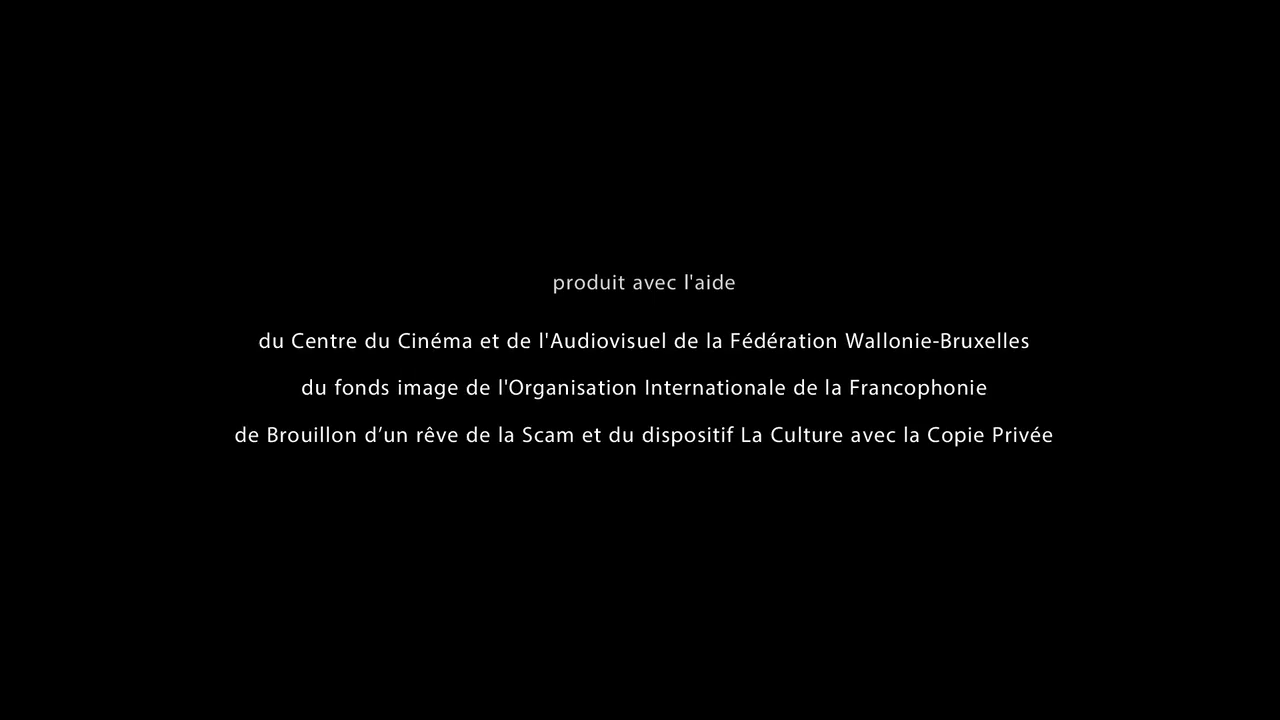 produit avec l'aide
du Centre du Cinéma et de l'Audiovisuel de la Fédération Wallonie-Bruxelles
du fonds image de l'Organisation Internationale de la Francophonie
de Brouillon d’un rêve de la Scam et du dispositif La Culture avec la Copie Privée